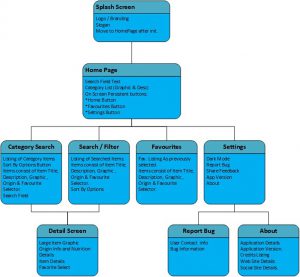 Splash Screen
Logo / Branding
Slogan
Move to HomePage after init.
Home Page
Search Field Text
Category List (Graphic & Desc)
On Screen Persistent buttons:
*Home Button
*Favourites Button
*Settings Button
Category Search
Listing of Category Items
Sort By Options Button
Items consist of Item Title,
Description, Graphic,
Origin & Favourite
Selector
Search Field
Search / Filter
Listing of Searched Items
Items consist of Item Title,
Description, Graphic,
Origin & Favourite
Selector
Sort By Options
Favourites
Fav. Listing As previously
selected
Items consist of Item Title,
Description, Graphic,
Origin & Favourite
Selector
Settings
Dark Mode
Report Bug
Share Feedback
App Version
About
Detail Screen
Large Item Graphic
Origin Info and Nutrition
Details
Item Details
Favorite Select
Report Bug
User Contact Info
Bug Information
About
Application Details
Application Version
Credits Listing
Web Site Details
Social Site Details